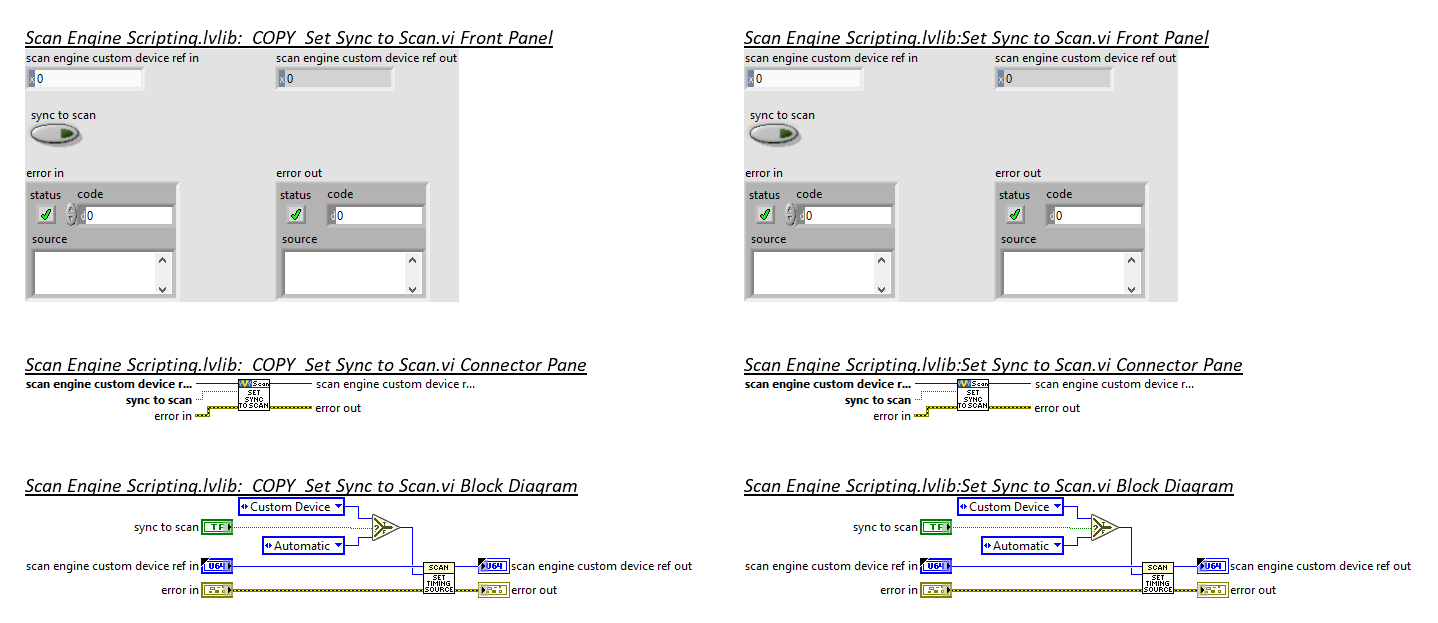 Scan Engine Scripting.lvlib:  COPY  Set Sync to Scan.vi Front Panel
scan engine custom device ref in
scan engine custom device ref out
x 0
x 0
sync to scan
error in
error out
status
code
status
code
d 0
d 0
source
source
Scan Engine Scripting.lvlib:  COPY  Set Sync to Scan.vi Connector Pane
scan engine custom device r...
Scan
scan engine custom device r...
sync to scan
SET
SYNC
TO SCAN
error in
error out
Scan Engine Scripting.lvlib:  COPY  Set Sync to Scan.vi Block Diagram
Custom Device
sync to scan
TF
?
T
F
Automatic
scan engine custom device ref in
U64
SCAN
SET
TIMING
SOURCE
U64
scan engine custom device ref out
error in
error out
Scan Engine Scripting.lvlib:Set Sync to Scan.vi Front Panel
scan engine custom device ref in
scan engine custom device ref out
x 0
x 0
sync to scan
error in
error out
status
code
status
code
d 0
d 0
source
source
Scan Engine Scripting.lvlib:Set Sync to Scan.vi Connector Pane
scan engine custom device r...
Scan
scan engine custom device r...
sync to scan
SET
SYNC
TO SCAN
error in
error out
Scan Engine Scripting.lvlib:Set Sync to Scan.vi Block Diagram
Custom Device
sync to scan
TF
?
T
F
Automatic
scan engine custom device ref in
U64
SCAN
SET
TIMING
SOURCE
U64
scan engine custom device ref out
error in
error out